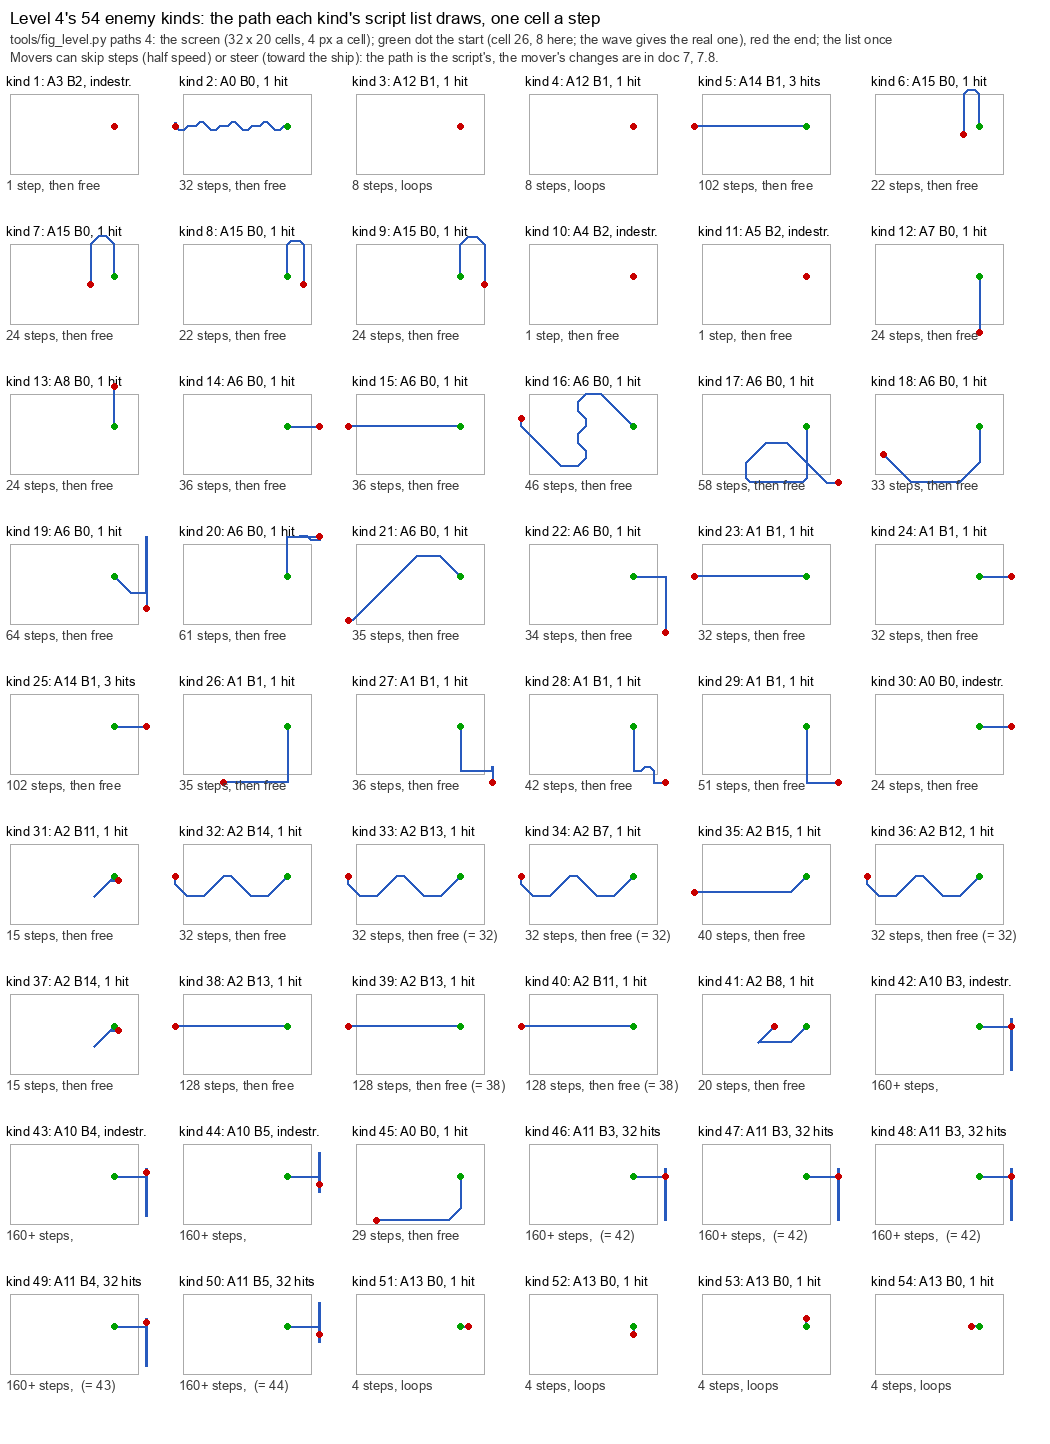 Level 4's 54 enemy kinds: the path each kind's script list draws, one cell a step
tools/fig_level.py paths 4: the screen (32 x 20 cells, 4 px a cell); green dot the start (cell 26, 8 here; the wave gives the real one), red the end; the list once
Movers can skip steps (half speed) or steer (toward the ship): the path is the script's, the mover's changes are in doc 7, 7.8.
kind 1: A3 B2, indestr.
kind 2: A0 B0, 1 hit
kind 3: A12 B1, 1 hit
kind 4: A12 B1, 1 hit
kind 5: A14 B1, 3 hits
kind 6: A15 B0, 1 hit
1 step, then free
32 steps, then free
8 steps, loops
8 steps, loops
102 steps, then free
22 steps, then free
kind 7: A15 B0, 1 hit
kind 8: A15 B0, 1 hit
kind 9: A15 B0, 1 hit
kind 10: A4 B2, indestr.
kind 11: A5 B2, indestr.
kind 12: A7 B0, 1 hit
24 steps, then free
22 steps, then free
24 steps, then free
1 step, then free
1 step, then free
24 steps, then free
kind 13: A8 B0, 1 hit
kind 14: A6 B0, 1 hit
kind 15: A6 B0, 1 hit
kind 16: A6 B0, 1 hit
kind 17: A6 B0, 1 hit
kind 18: A6 B0, 1 hit
24 steps, then free
36 steps, then free
36 steps, then free
46 steps, then free
58 steps, then free
33 steps, then free
kind 19: A6 B0, 1 hit
kind 20: A6 B0, 1 hit
kind 21: A6 B0, 1 hit
kind 22: A6 B0, 1 hit
kind 23: A1 B1, 1 hit
kind 24: A1 B1, 1 hit
64 steps, then free
61 steps, then free
35 steps, then free
34 steps, then free
32 steps, then free
32 steps, then free
kind 25: A14 B1, 3 hits
kind 26: A1 B1, 1 hit
kind 27: A1 B1, 1 hit
kind 28: A1 B1, 1 hit
kind 29: A1 B1, 1 hit
kind 30: A0 B0, indestr.
102 steps, then free
35 steps, then free
36 steps, then free
42 steps, then free
51 steps, then free
24 steps, then free
kind 31: A2 B11, 1 hit
kind 32: A2 B14, 1 hit
kind 33: A2 B13, 1 hit
kind 34: A2 B7, 1 hit
kind 35: A2 B15, 1 hit
kind 36: A2 B12, 1 hit
15 steps, then free
32 steps, then free
32 steps, then free (= 32)
32 steps, then free (= 32)
40 steps, then free
32 steps, then free (= 32)
kind 37: A2 B14, 1 hit
kind 38: A2 B13, 1 hit
kind 39: A2 B13, 1 hit
kind 40: A2 B11, 1 hit
kind 41: A2 B8, 1 hit
kind 42: A10 B3, indestr.
15 steps, then free
128 steps, then free
128 steps, then free (= 38)
128 steps, then free (= 38)
20 steps, then free
160+ steps,
kind 43: A10 B4, indestr.
kind 44: A10 B5, indestr.
kind 45: A0 B0, 1 hit
kind 46: A11 B3, 32 hits
kind 47: A11 B3, 32 hits
kind 48: A11 B3, 32 hits
160+ steps,
160+ steps,
29 steps, then free
160+ steps,  (= 42)
160+ steps,  (= 42)
160+ steps,  (= 42)
kind 49: A11 B4, 32 hits
kind 50: A11 B5, 32 hits
kind 51: A13 B0, 1 hit
kind 52: A13 B0, 1 hit
kind 53: A13 B0, 1 hit
kind 54: A13 B0, 1 hit
160+ steps,  (= 43)
160+ steps,  (= 44)
4 steps, loops
4 steps, loops
4 steps, loops
4 steps, loops